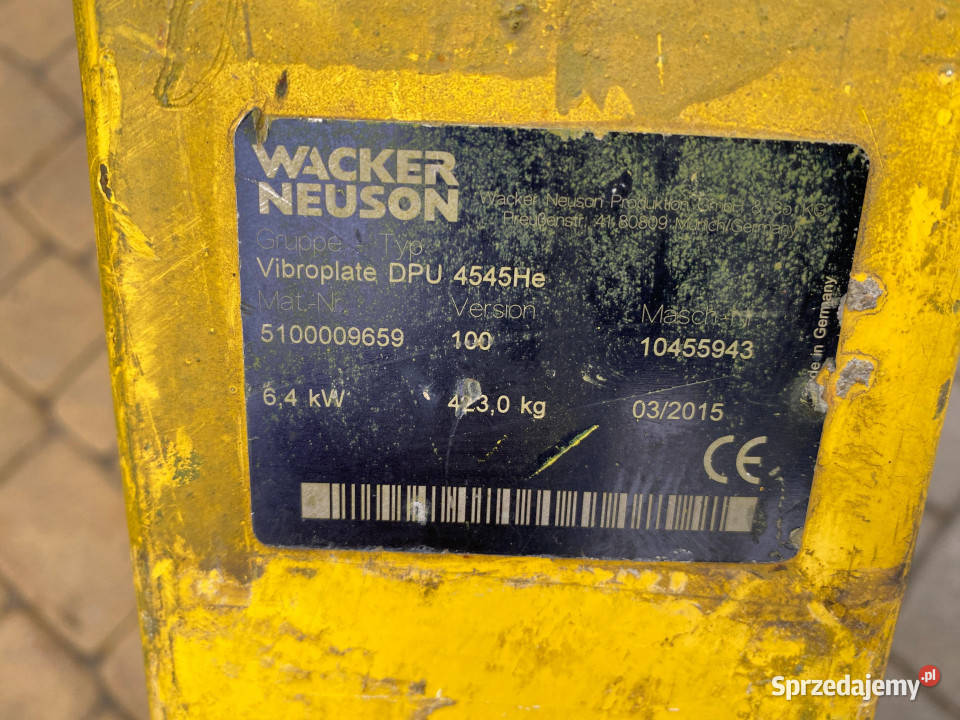 WACKER
NEUSON
Wacker Neuson Produktion GmbH & Co. KG
Preußenstr. 41, 80809 Münich/Germany
Gruppe - Typ
Vibroplate DPU 4545He
Mat.-Nr. Version Masch.-Nr.
5100009659 100 10455943
6,4 kW 423,0 kg 03/2015
in Germany
CE
Sprzedajemy.pl